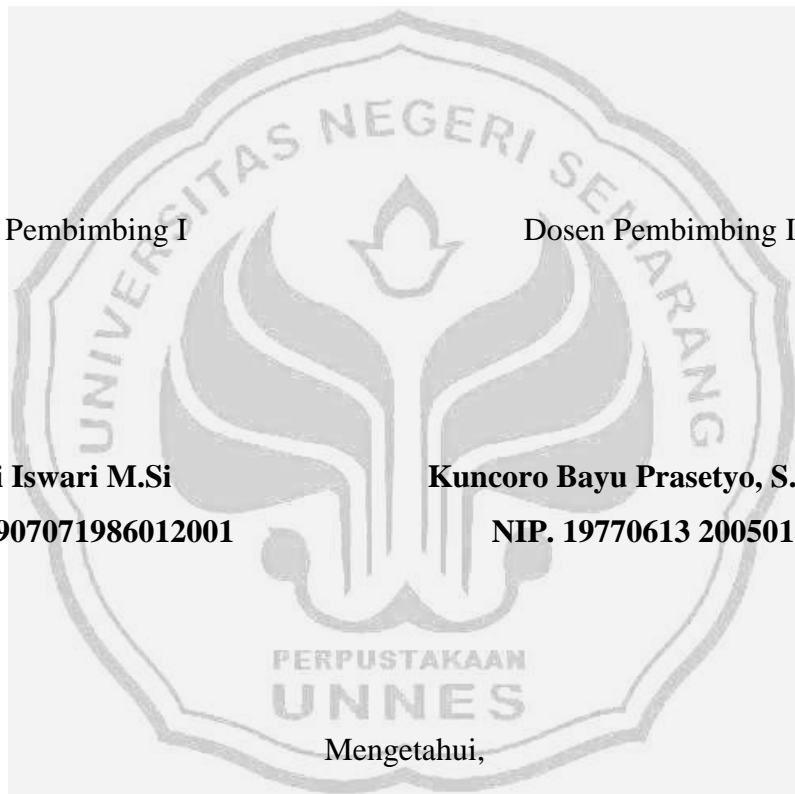 UNIVERSITAS NEGERI SEMARANG
Pembimbing I Dosen Pembimbing I
i Iswari M.Si Kuncoro Bayu Prasetyo, S.
907071986012001 NIP. 19770613 200501
PERPUSTAKAAN
UNNES
Mengetahui,